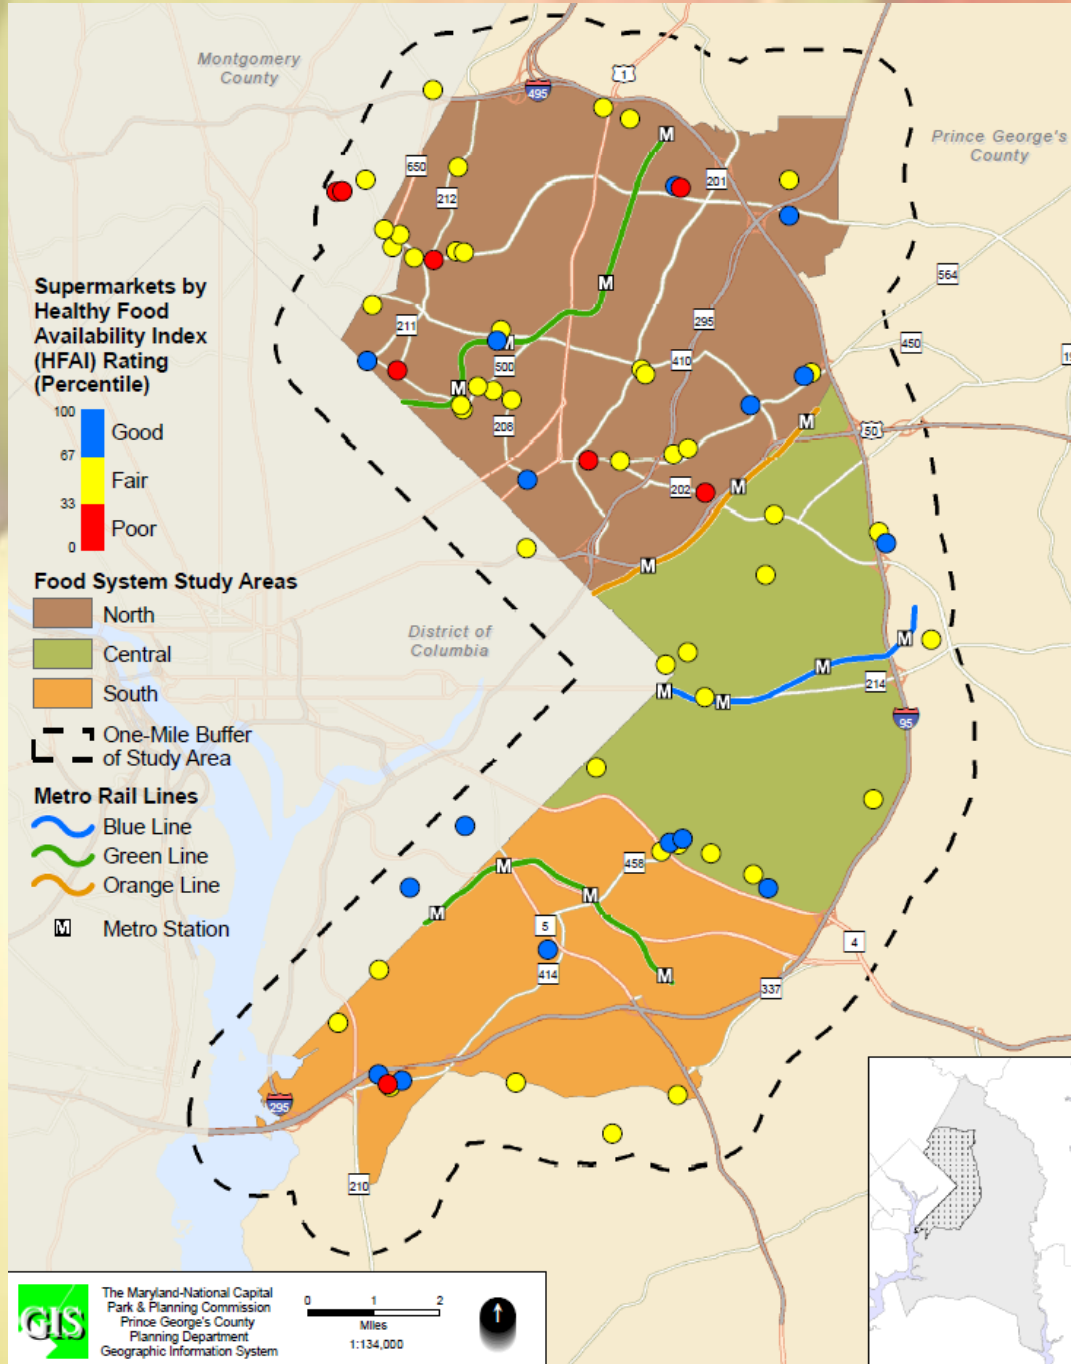 Montgomery
County
1
495
Prince George's
County
650
201
212
564
Supermarkets by
Healthy Food
Availability Index
(HFAI) Rating
(Percentile)
100
Good
67
Fair
33
Poor
0
211
295
450
410
500
M
208
50
202
Food System Study Areas
North
Central
South
One-Mile Buffer
of Study Area
Metro Rail Lines
Blue Line
Green Line
Orange Line
M Metro Station
District of
Columbia
M
M
M
M
M
M
M
M
M
M
M
214
95
458
M
M
M
M
5
4
414
337
295
210
GIS
The Maryland-National Capital
Park & Planning Commission
Prince George's County
Planning Department
Geographic Information System
0 1 2
Miles
1:134,000